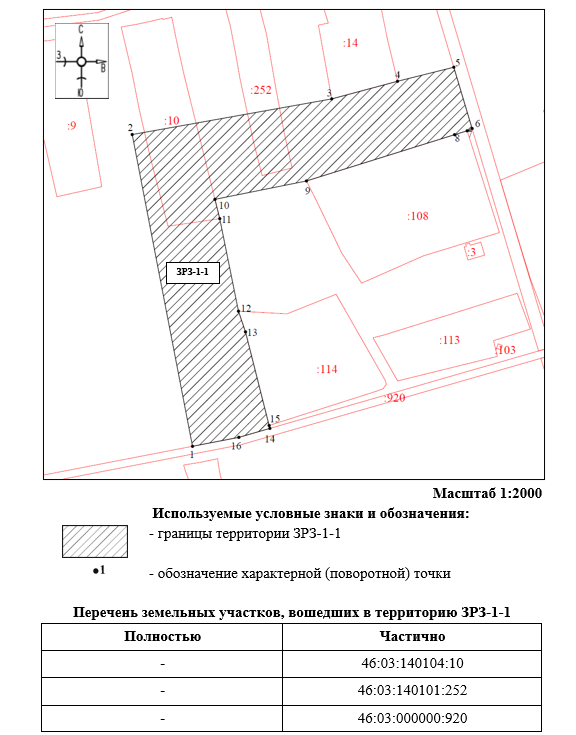 С
З
В
Ю
:14
5
4
:252
3
:9
:10
2
6
8
9
10
11
:108
:3
ЗРЗ-1-1
12
13
:113
:103
:114
:920
15
14
16
1
Масштаб 1:2000
Используемые условные знаки и обозначения:
- границы территории ЗРЗ-1-1
●1 - обозначение характерной (поворотной) точки
Перечень земельных участков, вошедших в территорию ЗРЗ-1-1
Полностью Частично
- 46:03:140104:10
- 46:03:140101:252
- 46:03:000000:920